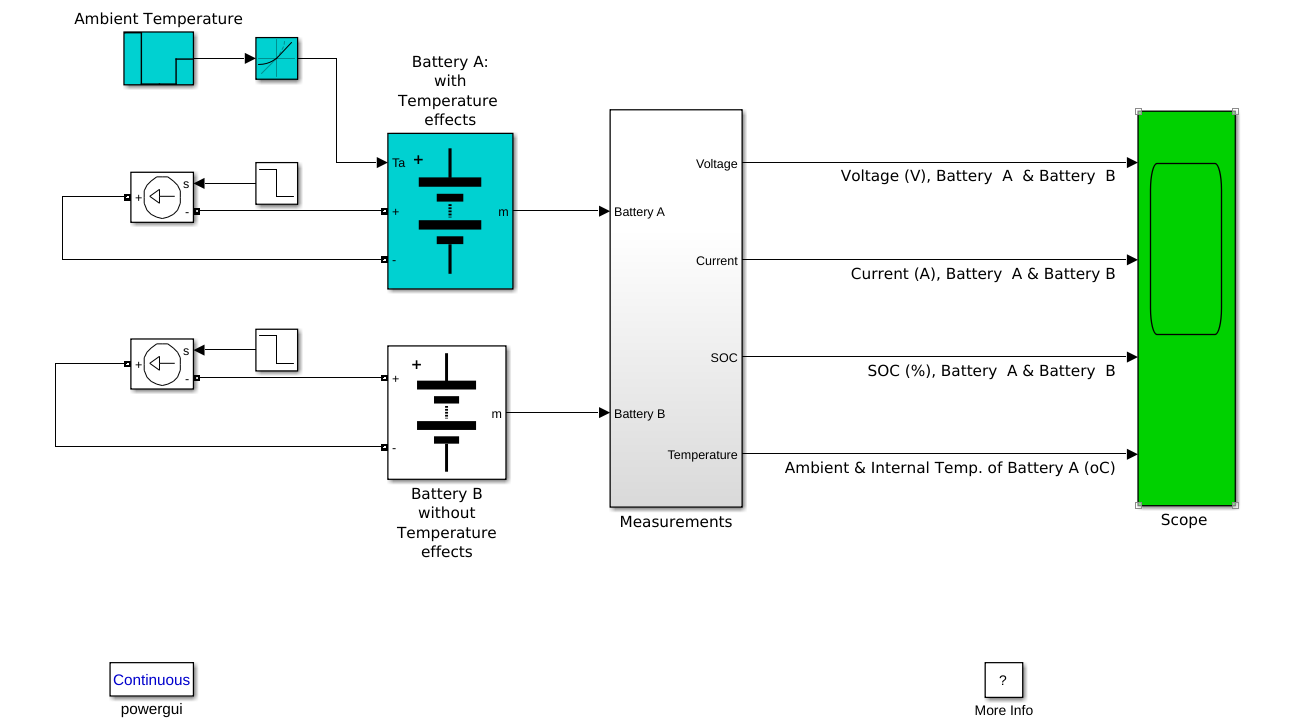 Ambient Temperature
Battery A:
with
Temperature
effects
Ta +
+
m
-
s
+
-
s
+
-
+
+
m
-
Battery B
without
Temperature
effects
Battery A
Battery B
Voltage
Current
SOC
Temperature
Measurements
Voltage (V), Battery  A  & Battery  B
Current (A), Battery  A & Battery B
SOC (%), Battery  A & Battery  B
Ambient & Internal Temp. of Battery A (oC)
Scope
Continuous
powergui
?
More Info